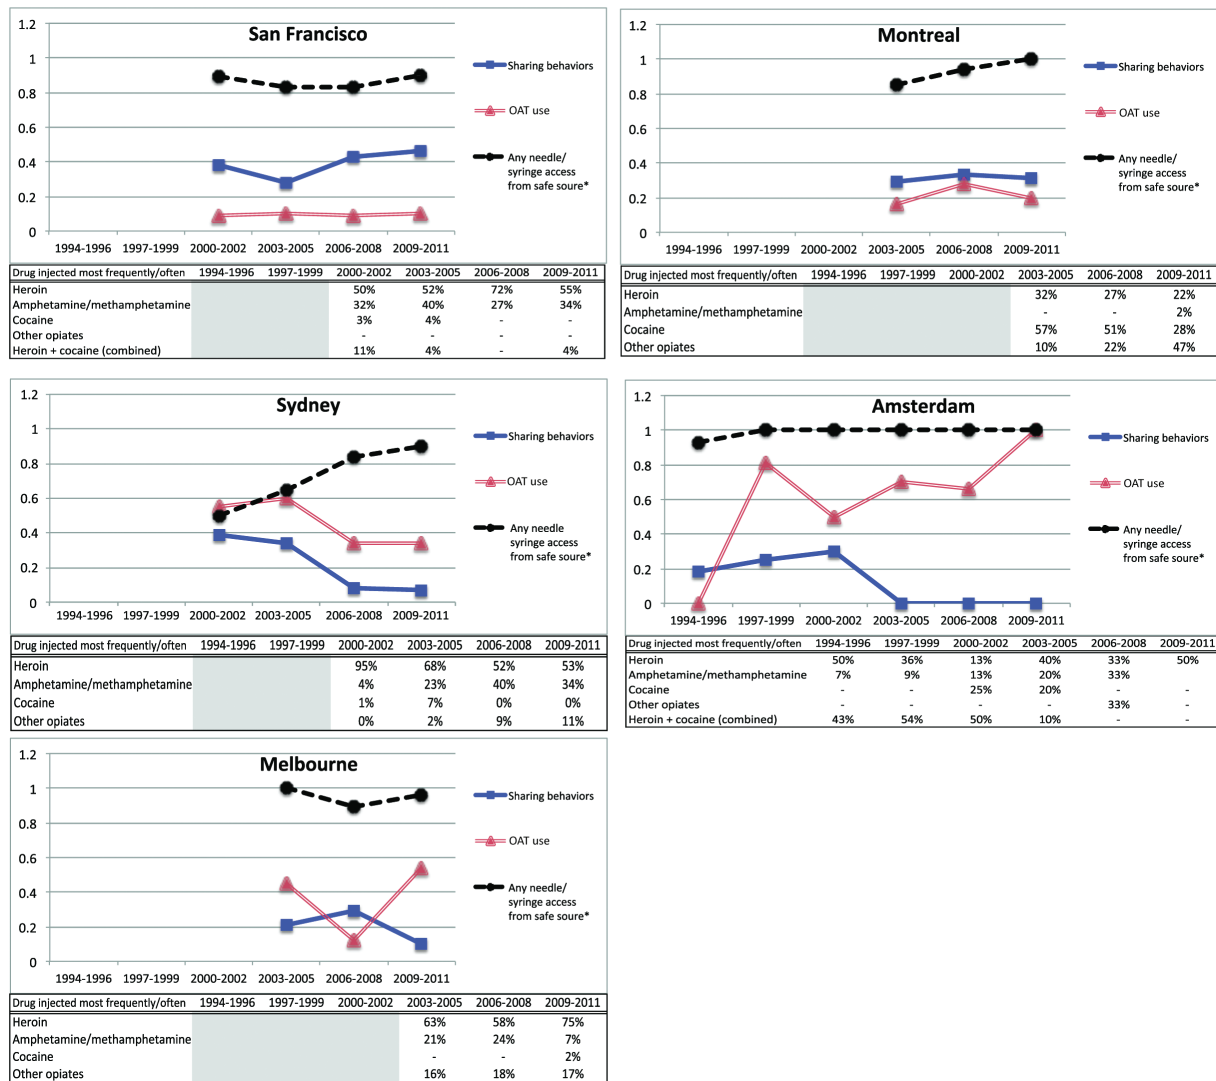 San Francisco
1.2
1
0.8
0.6
0.4
0.2
0
1994-1996 1997-1999 2000-2002 2003-2005 2006-2008 2009-2011
Sharing behaviors
OAT use
Any needle/
syringe access
from safe soure*
Drug injected most frequently/often 1994-1996 1997-1999 2000-2002 2003-2005 2006-2008 2009-2011
Heroin 50% 52% 72% 55%
Amphetamine/methamphetamine 32% 40% 27% 34%
Cocaine 3% 4% - -
Other opiates - - - -
Heroin + cocaine (combined) 11% 4% - 4%
Montreal
1.2
1
0.8
0.6
0.4
0.2
0
1994-1996 1997-1999 2000-2002 2003-2005 2006-2008 2009-2011
Sharing behaviors
OAT use
Any needle/
syringe access
from safe soure*
Drug injected most frequently/often 1994-1996 1997-1999 2000-2002 2003-2005 2006-2008 2009-2011
Heroin 32% 27% 22%
Amphetamine/methamphetamine - - 2%
Cocaine 57% 51% 28%
Other opiates 10% 22% 47%
Sydney
1.2
1
0.8
0.6
0.4
0.2
0
1994-1996 1997-1999 2000-2002 2003-2005 2006-2008 2009-2011
Sharing behaviors
OAT use
Any needle
syringe access
from safe soure*
Drug injected most frequently/often 1994-1996 1997-1999 2000-2002 2003-2005 2006-2008 2009-2011
Heroin 95% 68% 52% 53%
Amphetamine/methamphetamine 4% 23% 40% 34%
Cocaine 1% 7% 0% 0%
Other opiates 0% 2% 9% 11%
Amsterdam
1.2
1
0.8
0.6
0.4
0.2
0
1994-1996 1997-1999 2000-2002 2003-2005 2006-2008 2009-2011
Sharing behaviors
OAT use
Any needle/
syringe access
from safe soure*
Drug injected most frequently/often 1994-1996 1997-1999 2000-2002 2003-2005 2006-2008 2009-2011
Heroin 50% 36% 13% 40% 33% 50%
Amphetamine/methamphetamine 7% 9% 13% 20% 33%
Cocaine - - 25% 20% - -
Other opiates - - - - 33% -
Heroin + cocaine (combined) 43% 54% 50% 10% - -
Melbourne
1.2
1
0.8
0.6
0.4
0.2
0
1994-1996 1997-1999 2000-2002 2003-2005 2006-2008 2009-2011
Sharing behaviors
OAT use
Any needle/
syringe access
from safe soure*
Drug injected most frequently/often 1994-1996 1997-1999 2000-2002 2003-2005 2006-2008 2009-2011
Heroin 63% 58% 75%
Amphetamine/methamphetamine 21% 24% 7%
Cocaine - - 2%
Other opiates 16% 18% 17%